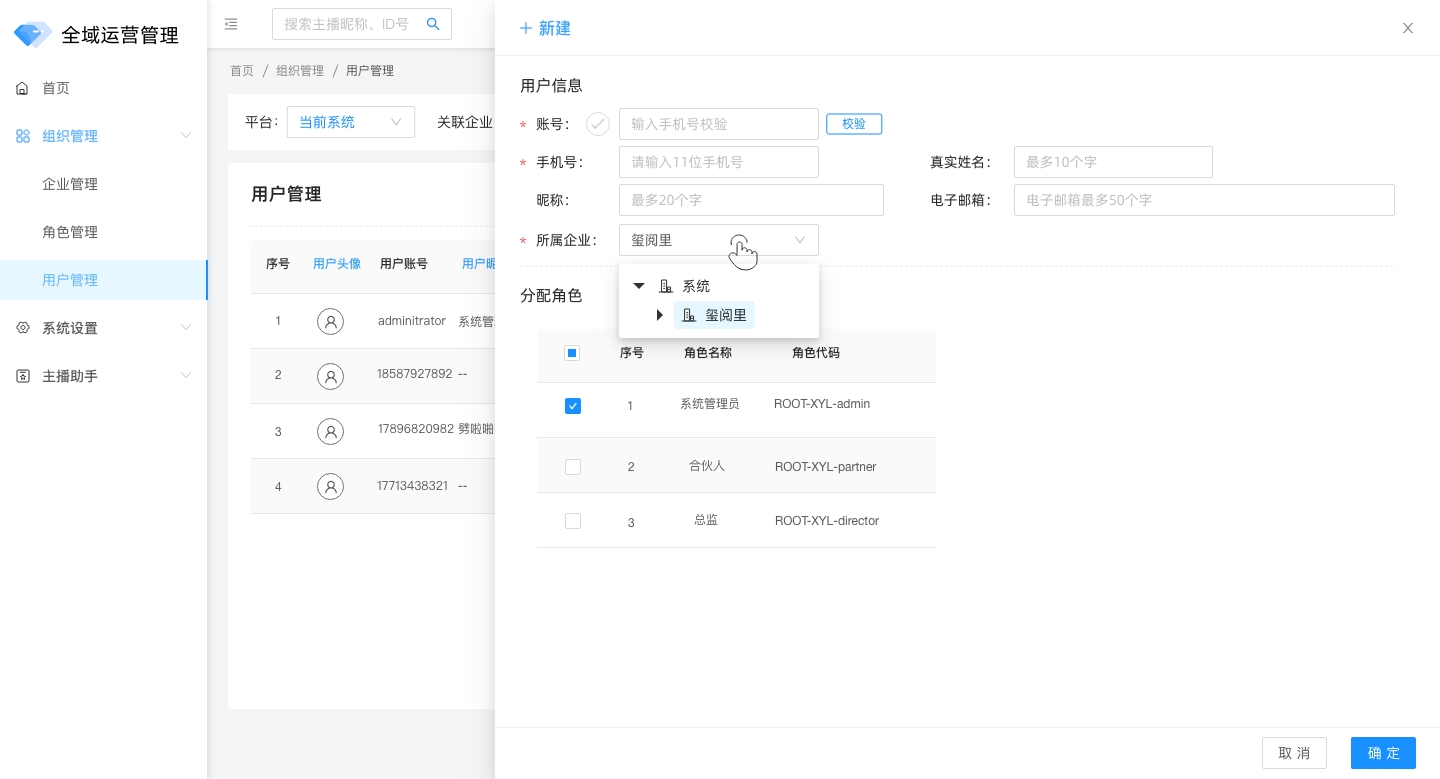 全域运营管理
首页
组织管理
企业管理
角色管理
用户管理
系统设置
主播助手
搜索主播昵称、ID号
首页 / 组织管理 / 用户管理
平台: 当前系统 关联企业
用户管理
序号 用户头像 用户账号 用户昵
1 adminitrator 系统管
2 18587927892 --
3 17896820982 劈啦啪
4 17713438321 --
+ 新建
用户信息
* 账号: 输入手机号校验 校验
* 手机号: 请输入11位手机号 真实姓名: 最多10个字
昵称: 最多20个字 电子邮箱: 电子邮箱最多50个字
* 所属企业: 玺阅里
系统
玺阅里
分配角色
序号 角色名称 角色代码
1 系统管理员 ROOT-XYL-admin
2 合伙人 ROOT-XYL-partner
3 总监 ROOT-XYL-director
取 消 确 定